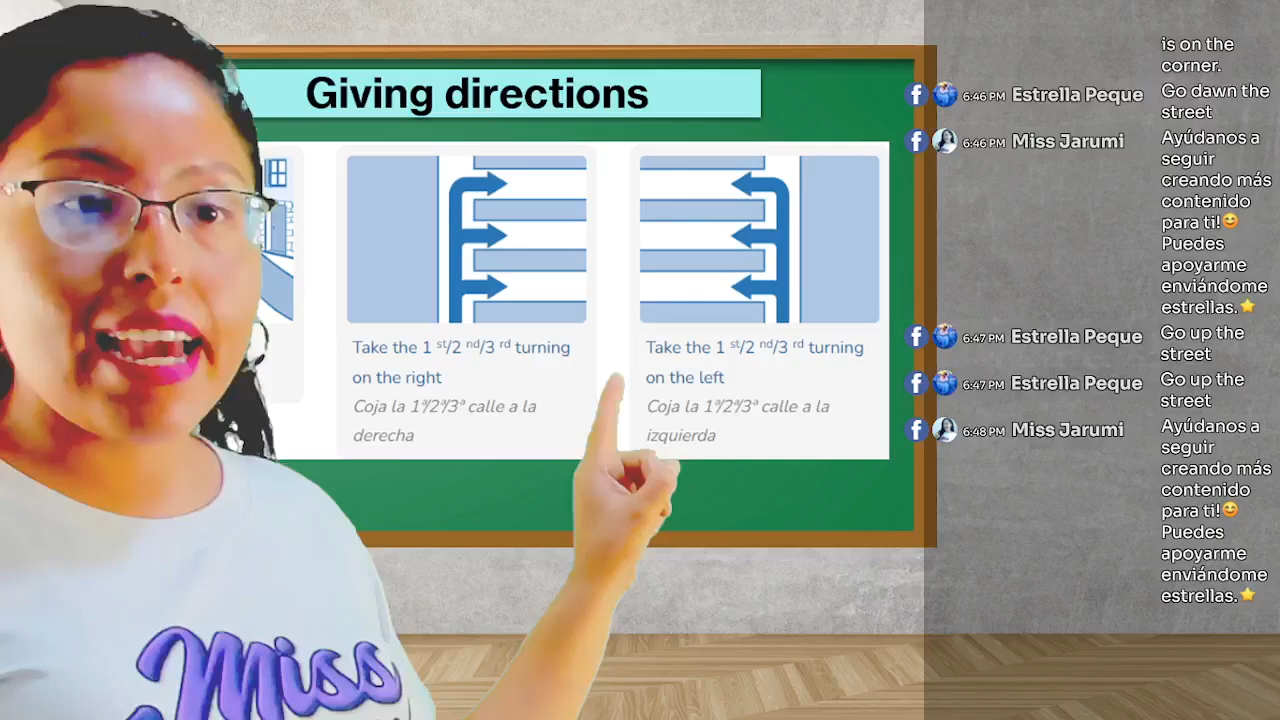 Giving directions
Take the 1 st/2 nd/3 rd turning
on the right
Coja la 1ª/2ª/3ª calle a la
derecha
Take the 1 st/2 nd/3 rd turning
on the left
Coja la 1ª/2ª/3ª calle a la
izquierda
Miss
is on the
corner.
6:46 PM Estrella Peque Go dawn the
street
6:46 PM Miss Jarumi Ayúdanos a
seguir
creando más
contenido
para ti!😊
Puedes
apoyarme
enviándome
estrellas.⭐
6:47 PM Estrella Peque Go up the
street
6:47 PM Estrella Peque Go up the
street
6:48 PM Miss Jarumi Ayúdanos a
seguir
creando más
contenido
para ti!😊
Puedes
apoyarme
enviándome
estrellas.⭐